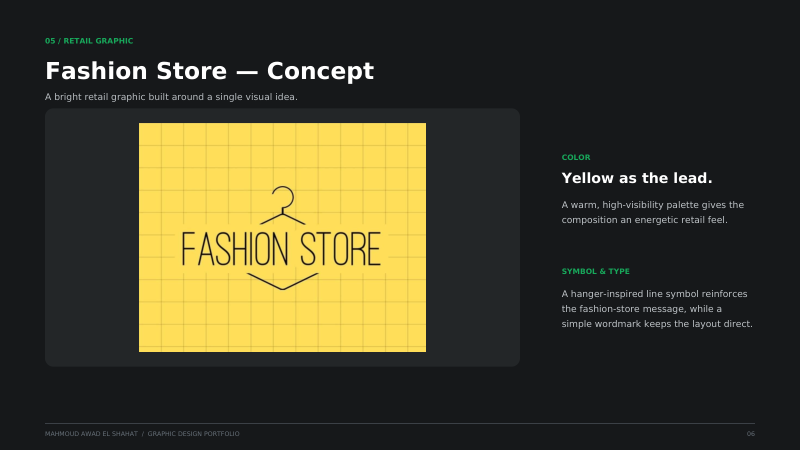 05 / RETAIL GRAPHIC
Fashion Store — Concept
A bright retail graphic built around a single visual idea.
FASHION STORE
COLOR
Yellow as the lead.
A warm, high-visibility palette gives the
composition an energetic retail feel.
SYMBOL & TYPE
A hanger-inspired line symbol reinforces
the fashion-store message, while a
simple wordmark keeps the layout direct.
MAHMOUD AWAD EL SHAHAT / GRAPHIC DESIGN PORTFOLIO
06